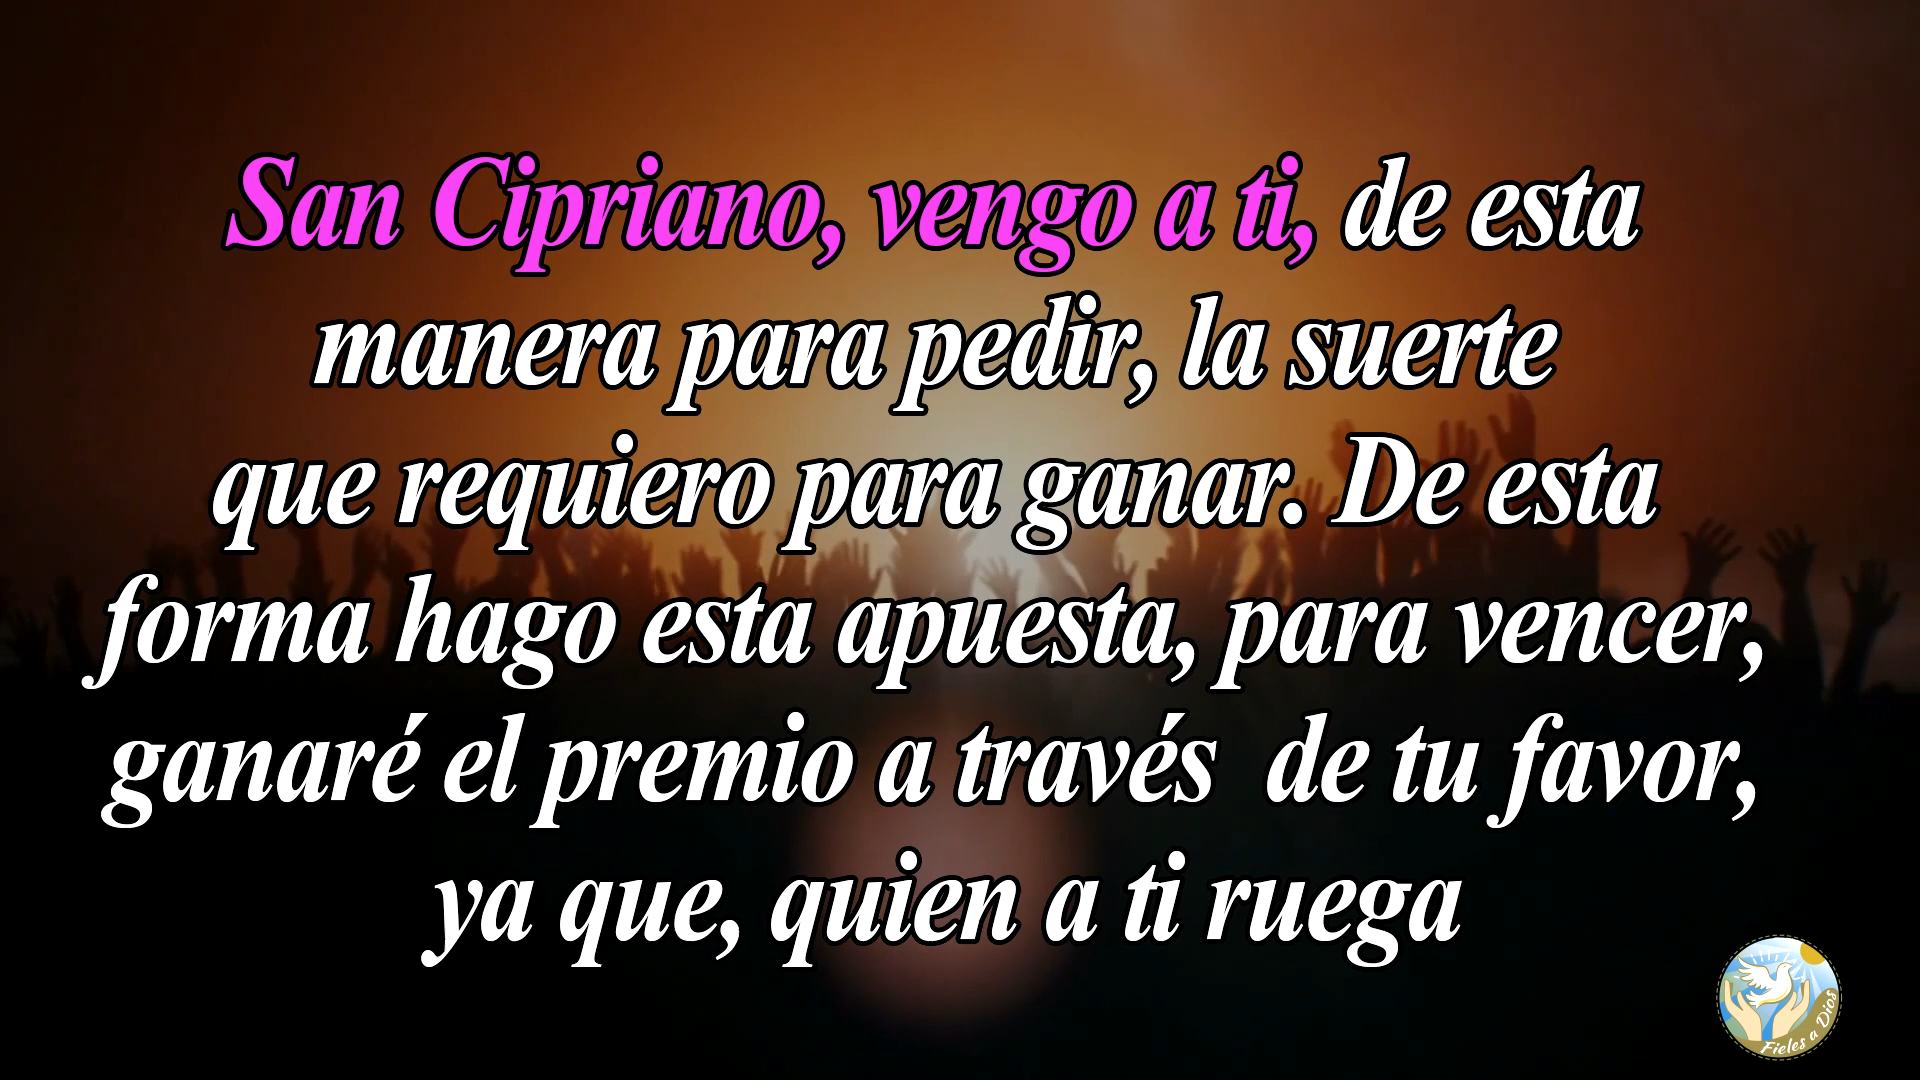 San Cipriano, vengo a ti, de esta
manera para pedir, la suerte
que requiero para ganar. De esta
forma hago esta apuesta, para vencer,
ganaré el premio a través  de tu favor,
ya que, quien a ti ruega
Fieles a Dios